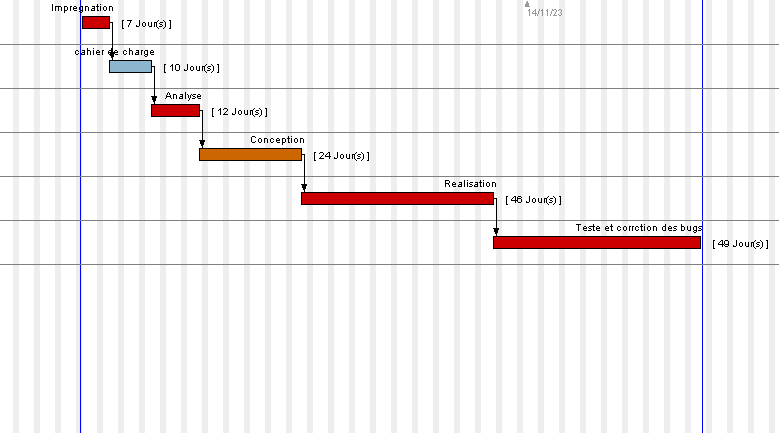 Impregnation
14/11/23
[ 7 Jour(s) ]
cahier de charge
[ 10 Jour(s) ]
Analyse
[ 12 Jour(s) ]
Conception
[ 24 Jour(s) ]
Realisation
[ 46 Jour(s) ]
Teste et corrction des bugs
[ 49 Jour(s) ]